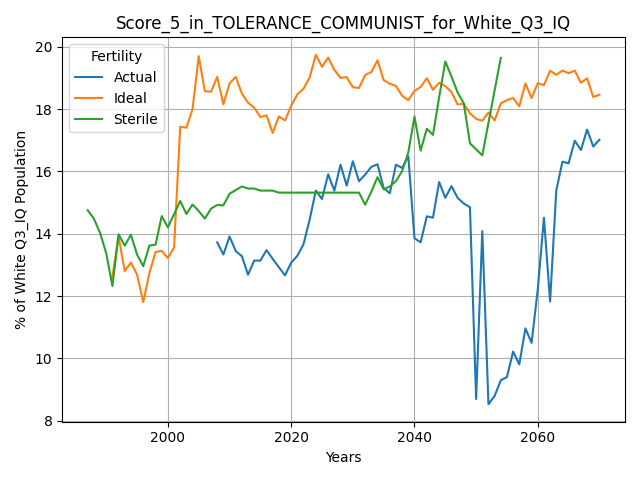 Score_5_in_TOLERANCE_COMMUNIST_for_White_Q3_IQ
Fertility
Actual
Ideal
Sterile
% of White Q3_IQ Population
20
18
16
14
12
10
8
2000 2020 2040 2060
Years